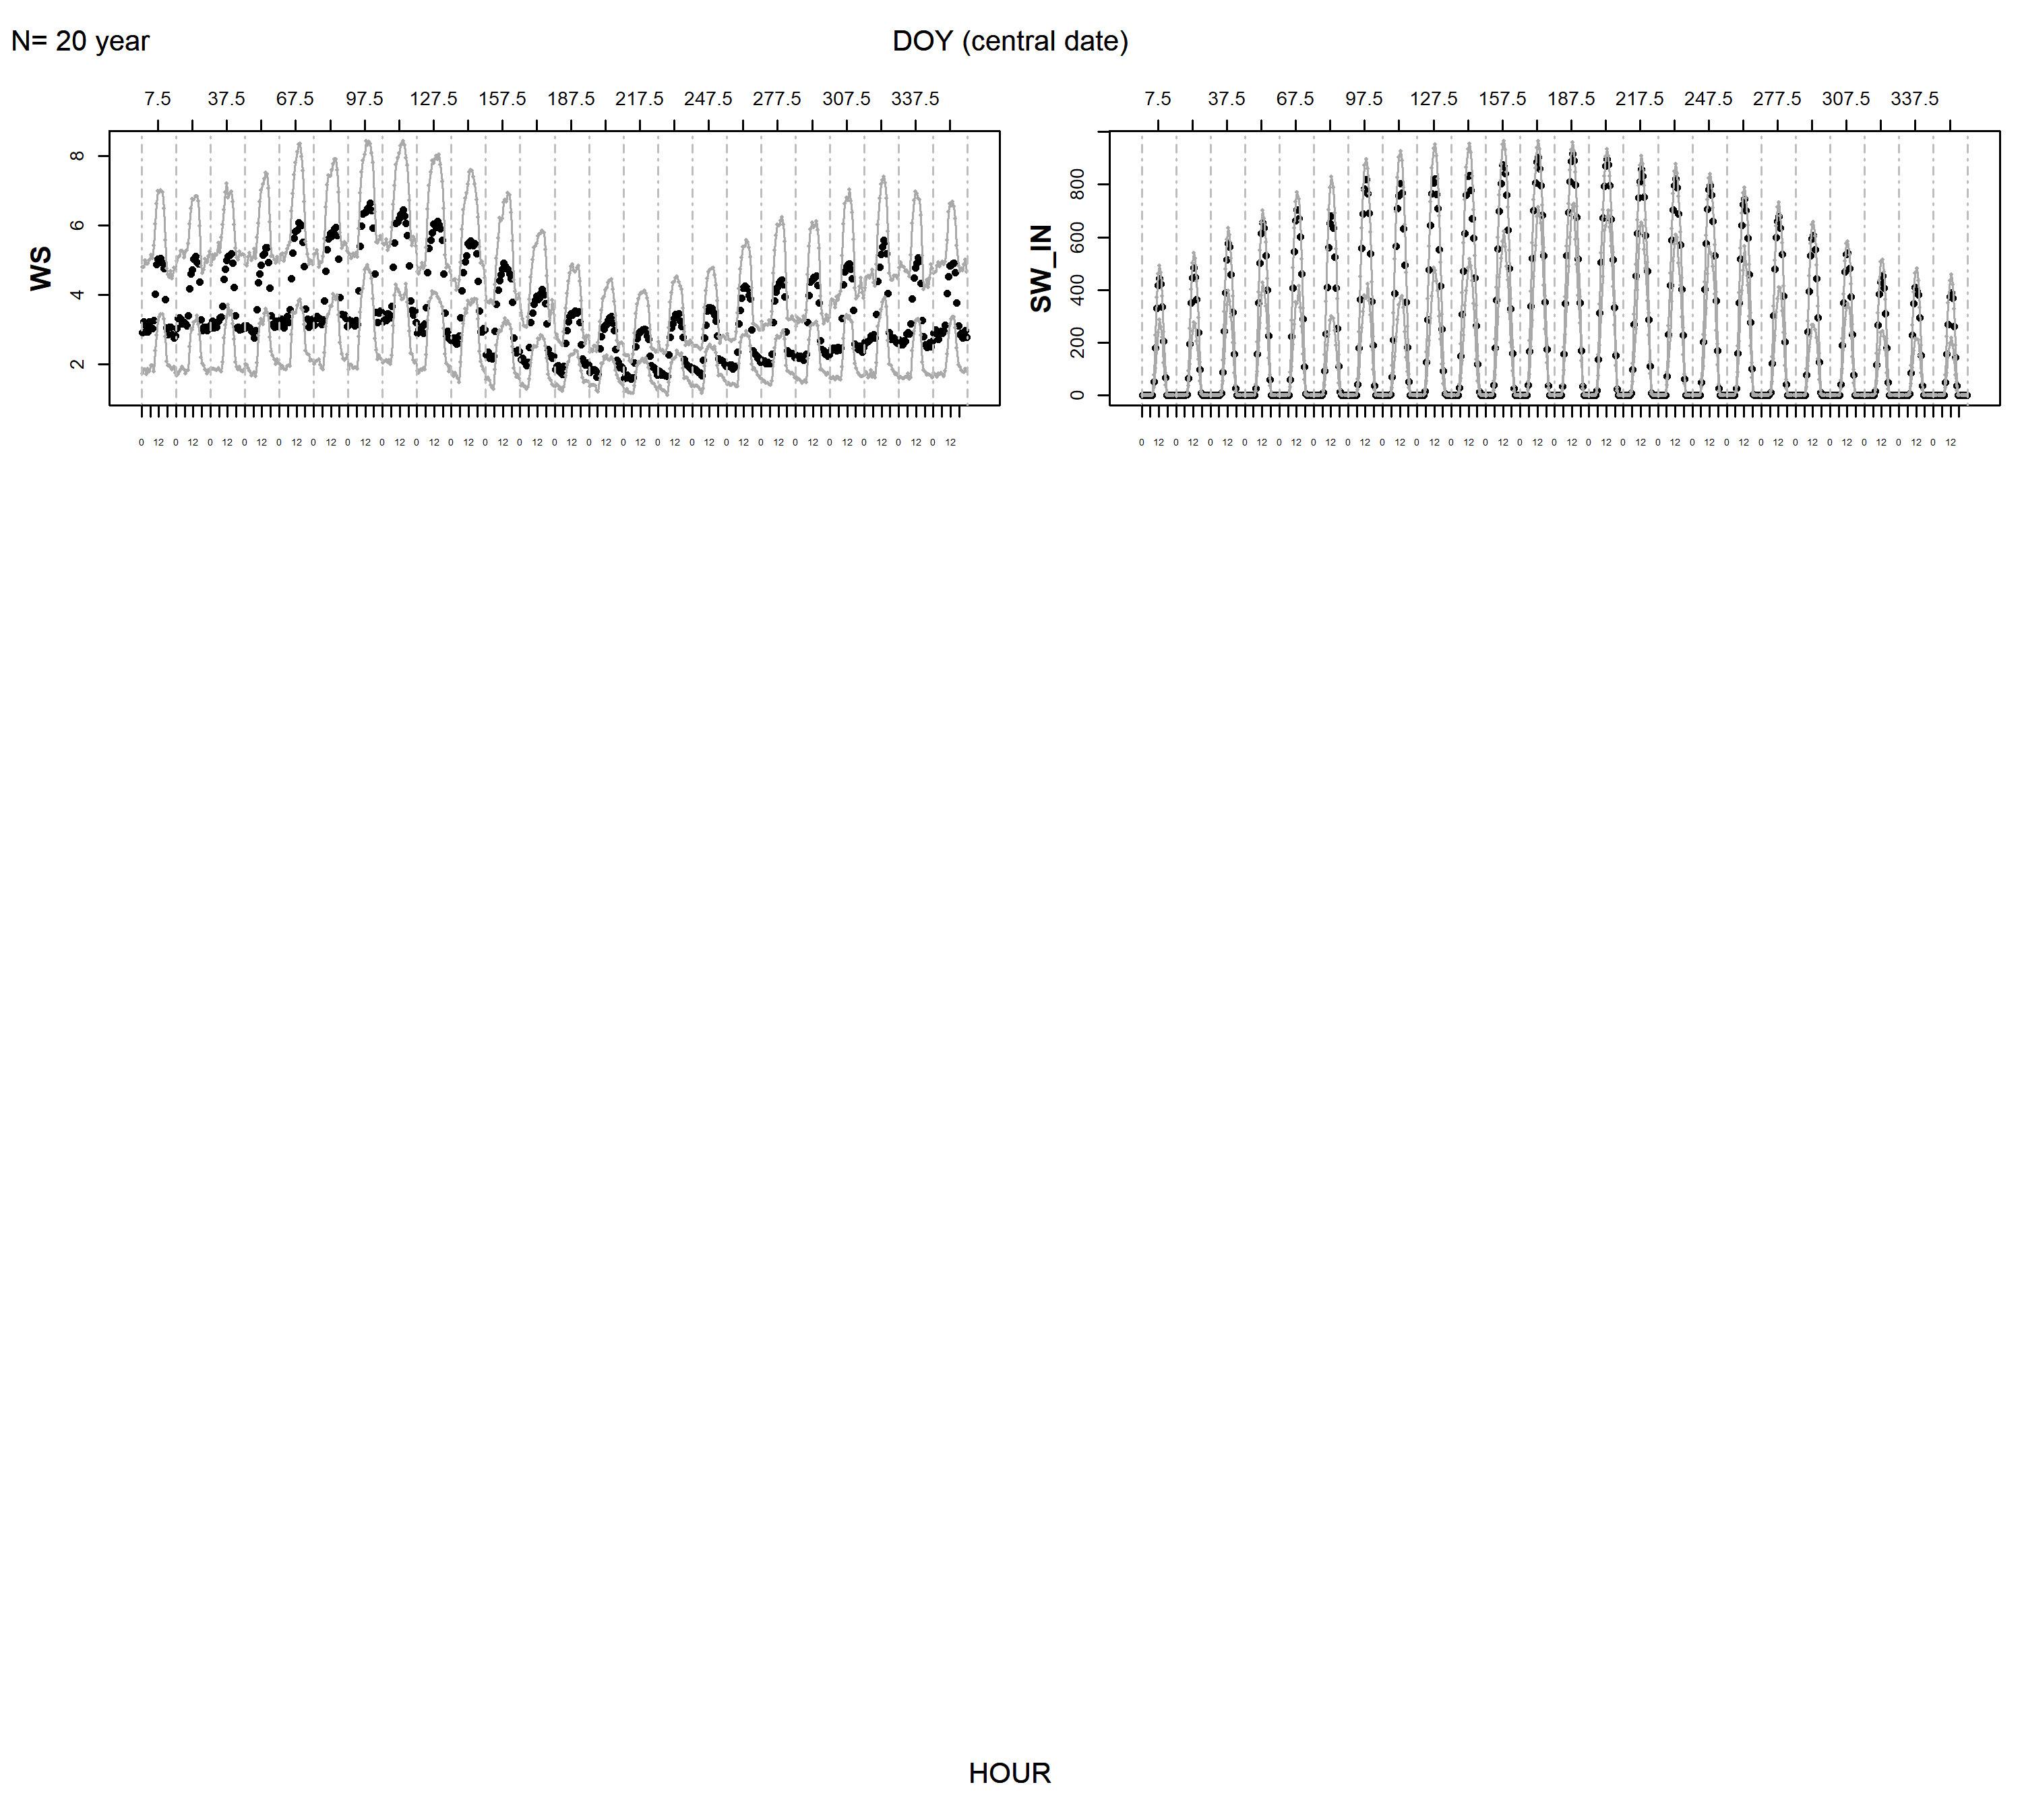 N= 20 year
DOY (central date)
7.5 37.5 67.5 97.5 127.5 157.5 187.5 217.5 247.5 277.5 307.5 337.5
WS
2 4 6 8
0 12 0 12 0 12 0 12 0 12 0 12 0 12 0 12 0 12 0 12 0 12 0 12 0 12 0 12 0 12 0 12 0 12 0 12 0 12 0 12 0 12 0 12 0 12 0 12
7.5 37.5 67.5 97.5 127.5 157.5 187.5 217.5 247.5 277.5 307.5 337.5
SW_IN
0 200 400 600 800
0 12 0 12 0 12 0 12 0 12 0 12 0 12 0 12 0 12 0 12 0 12 0 12 0 12 0 12 0 12 0 12 0 12 0 12 0 12 0 12 0 12 0 12 0 12 0 12
HOUR